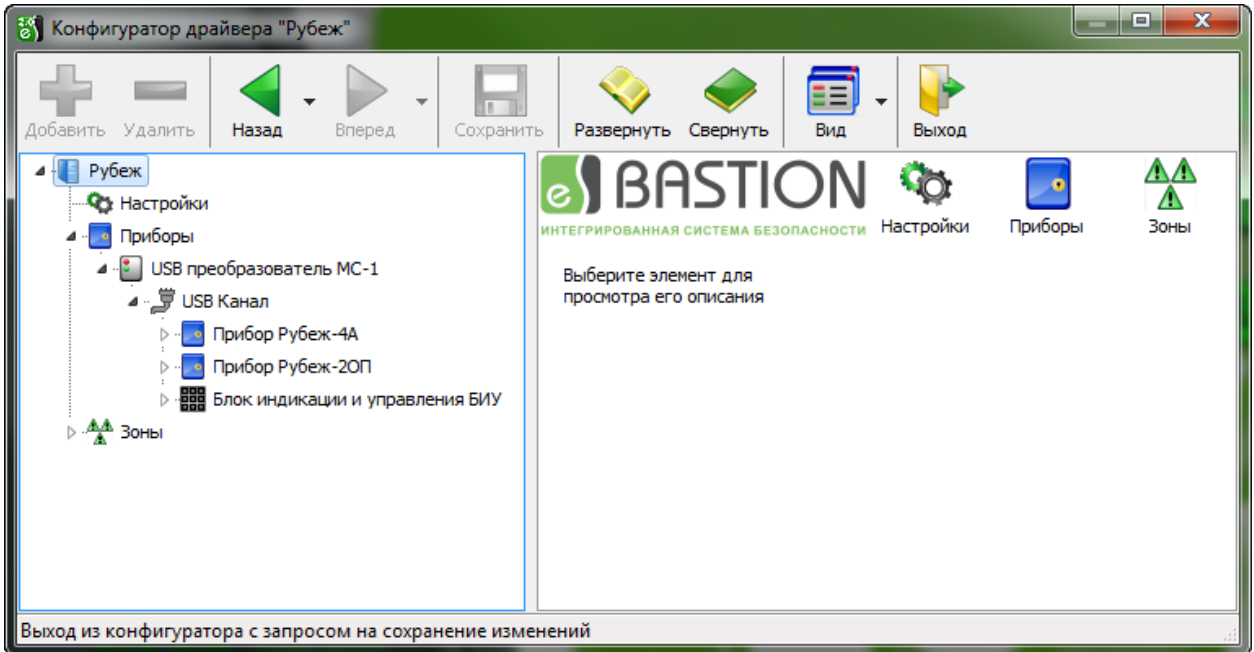 Конфигуратор драйвера "Рубеж"
Добавить Удалить Назад Вперед Сохранить Развернуть Свернуть Вид Выход
Рубеж
Настройки
Приборы
USB преобразователь МС-1
USB Канал
Прибор Рубеж-4А
Прибор Рубеж-2ОП
Блок индикации и управления БИУ
Зоны
eS BASTION
ИНТЕГРИРОВАННАЯ СИСТЕМА БЕЗОПАСНОСТИ
Настройки Приборы Зоны
Выберите элемент для
просмотра его описания
Выход из конфигуратора с запросом на сохранение изменений